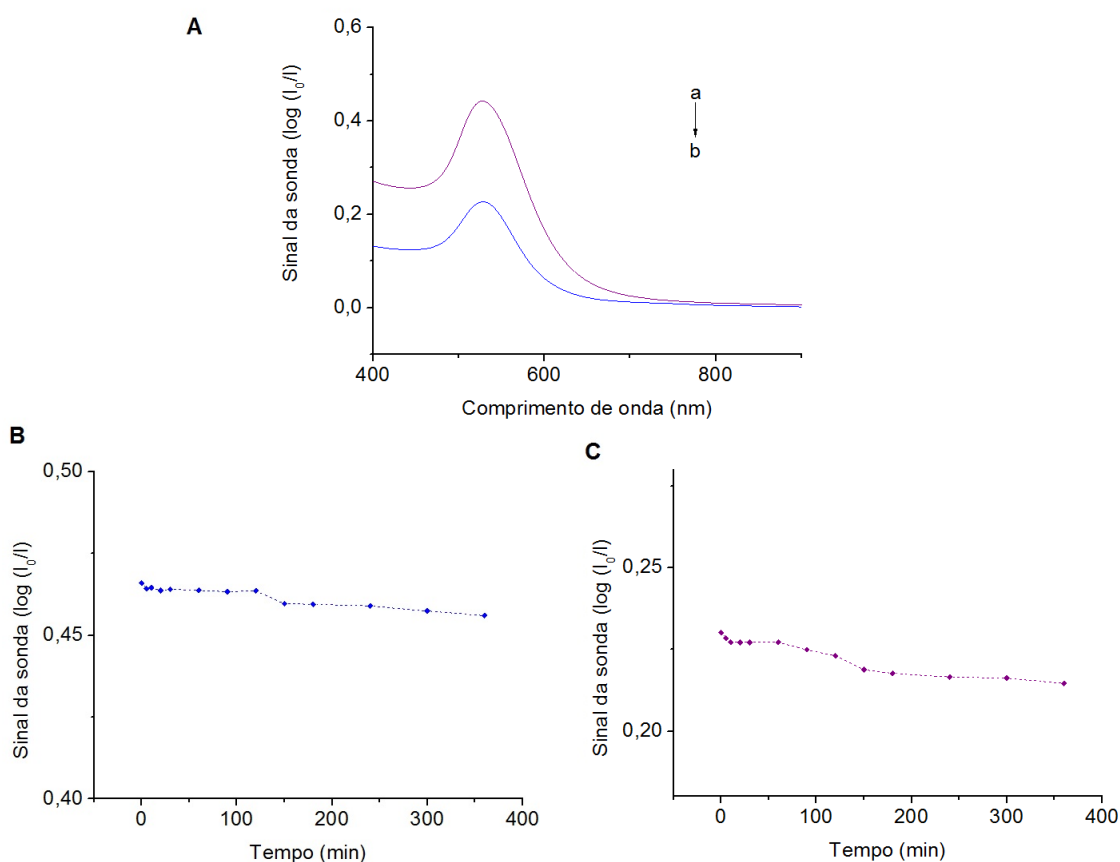 A
0,6
0,4
0,2
0,0
Sinal da sonda (log (I0/I)
a
b
400
600
800
Comprimento de onda (nm)
B
0,50
0,45
0,40
Sinal da sonda (log (I0/I)
0
100
200
300
400
Tempo (min)
C
0,25
0,20
Sinal da sonda (log (I0/I)
0
100
200
300
400
Tempo (min)